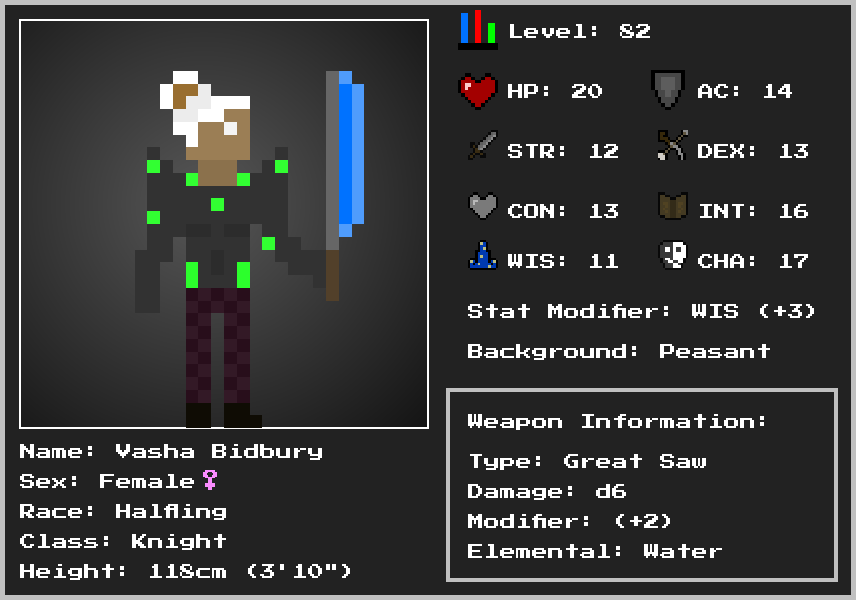 Level: 82
HP: 20 AC: 14
STR: 12 DEX: 13
CON: 13 INT: 16
WIS: 11 CHA: 17
Stat Modifier: WIS (+3)
Background: Peasant
Weapon Information:
Type: Great Saw
Damage: d6
Modifier: (+2)
Elemental: Water
Name: Vasha Bidbury
Sex: Female♀
Race: Halfling
Class: Knight
Height: 118cm (3'10")